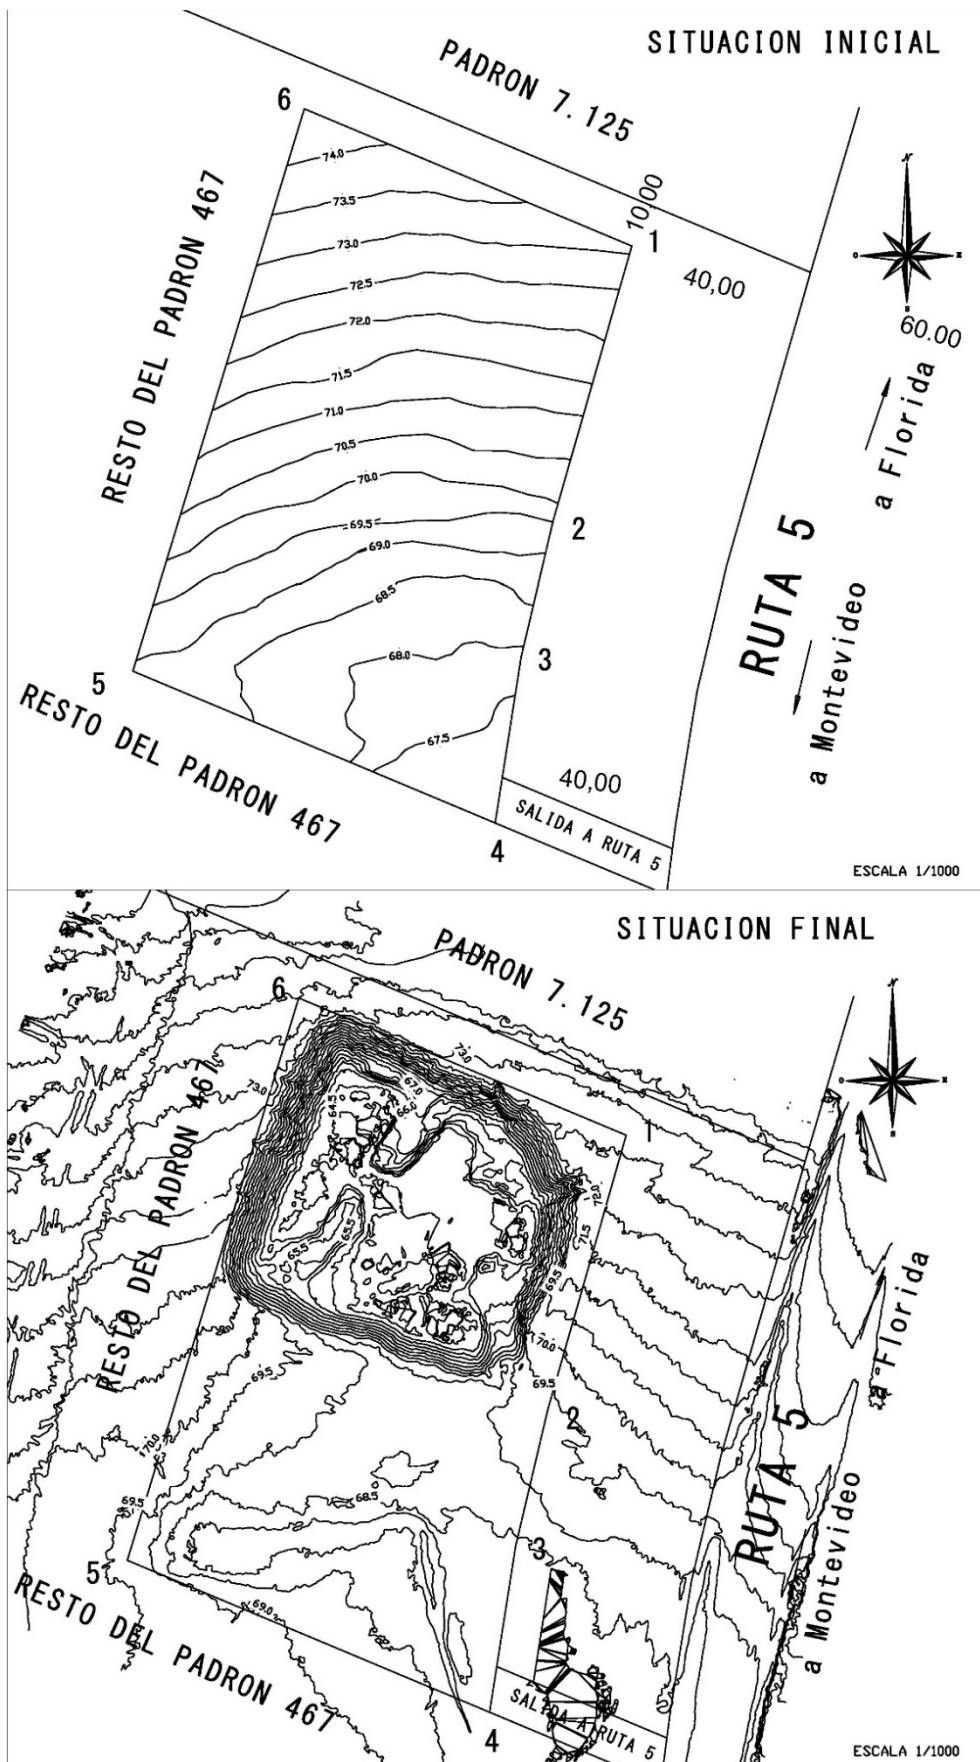 SITUACION INICIAL
PADRON 7.125
6
74.0
RESTO DEL PADRON 467
73.5
10,00
1
N
73.0
40,00
72.5
72.0
60.00
71.5
a Florida
71.0
70.5
70.0
69.5
2
RUTA 5
69.0
68.5
68.0
3
a Montevideo
5
RESTO DEL PADRON 467
67.5
40,00
SALIDA A RUTA 5
4
ESCALA 1/1000
SITUACION FINAL
PADRON 7.125
6
N
73.0
67.0
73.0
66.0
64.5
RESTO DEL PADRON 467
1
72.0
65.5
65.5
71.5
69.5
a Florida
70.0
69.5
69.5
2
170.0
RUTA 5
69.5
68.5
3
a Montevideo
5
69.0
RESTO DEL PADRON 467
SALIDA A RUTA 5
4
ESCALA 1/1000